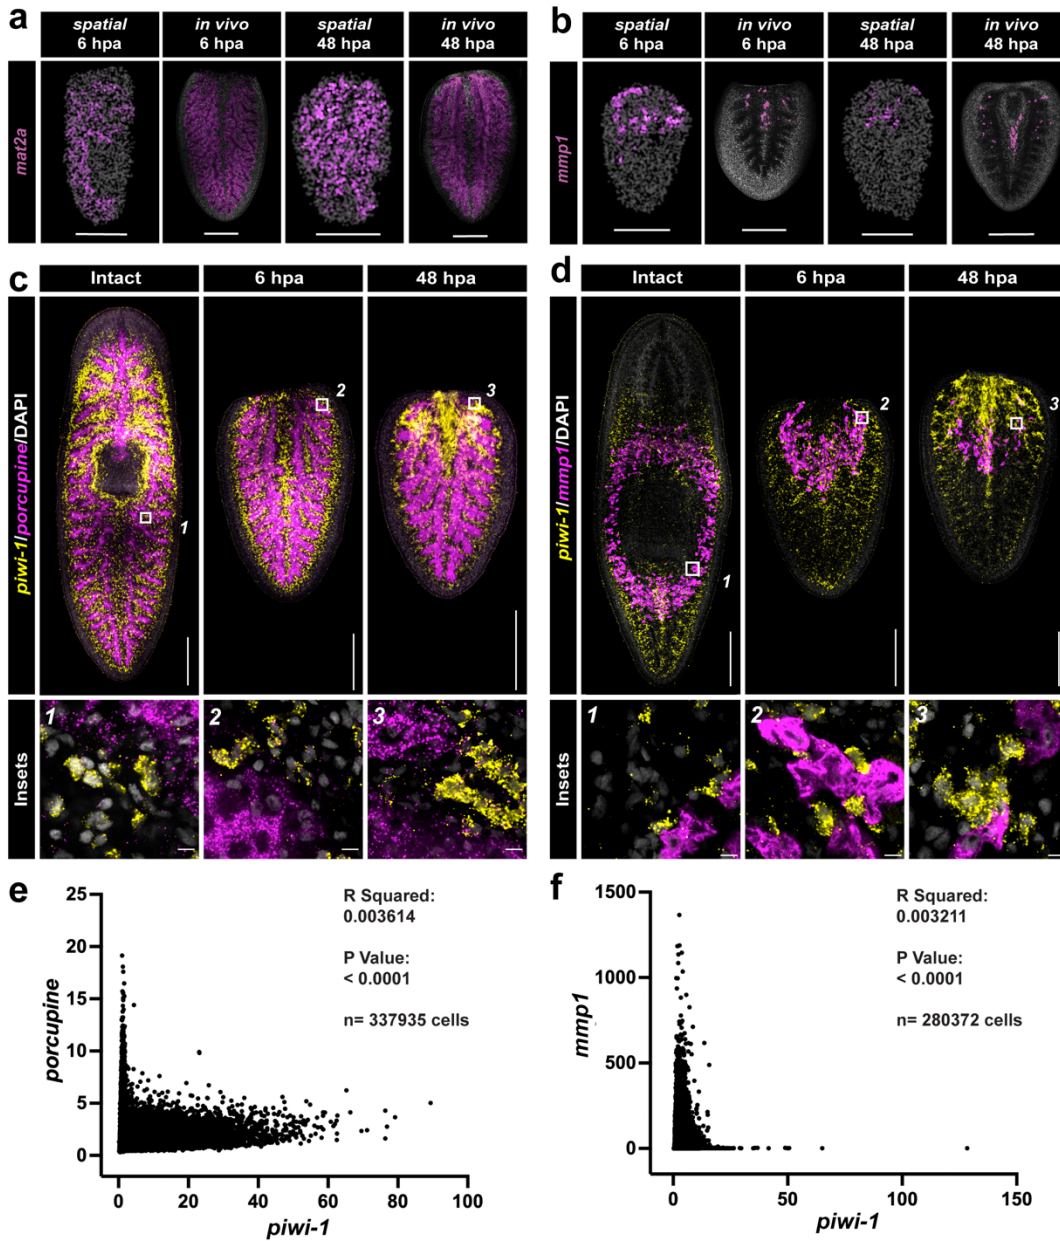 a
spatial
6 hpa
in vivo
6 hpa
spatial
48 hpa
in vivo
48 hpa
mat2a
b
spatial
6 hpa
in vivo
6 hpa
spatial
48 hpa
in vivo
48 hpa
mmp1
c
Intact
6 hpa
48 hpa
piwi-1/porcupine/DAPI
1
2
3
Insets
1
2
3
d
Intact
6 hpa
48 hpa
piwi-1/mmp1/DAPI
1
2
3
Insets
1
2
3
e
R Squared:
0.003614
P Value:
< 0.0001
n= 337935 cells
porcupine
25
20
15
10
5
0
0 20 40 60 80 100
piwi-1
f
R Squared:
0.003211
P Value:
< 0.0001
n= 280372 cells
mmp1
1500
1000
500
0
0 50 100 150
piwi-1